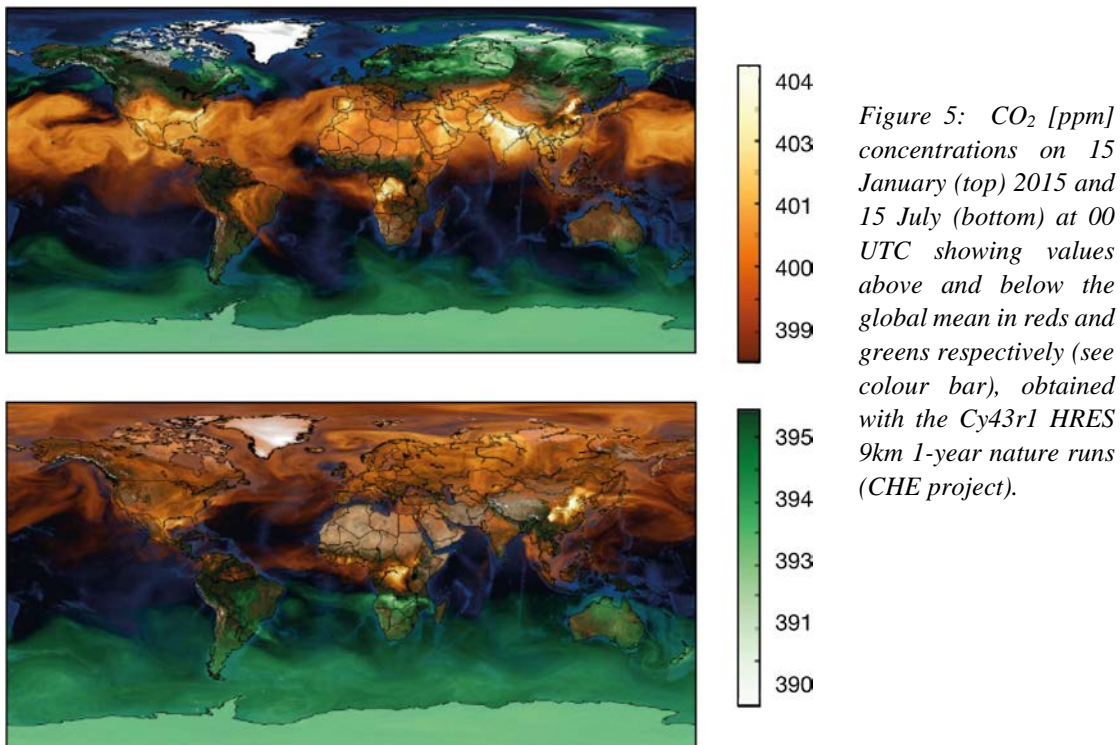 404
403
401
400
399
395
394
393
391
390
Figure 5: CO₂ [ppm]
concentrations on 15
January (top) 2015 and
15 July (bottom) at 00
UTC showing values
above and below the
global mean in reds and
greens respectively (see
colour bar), obtained
with the Cy43r1 HRES
9km 1-year nature runs
(CHE project).